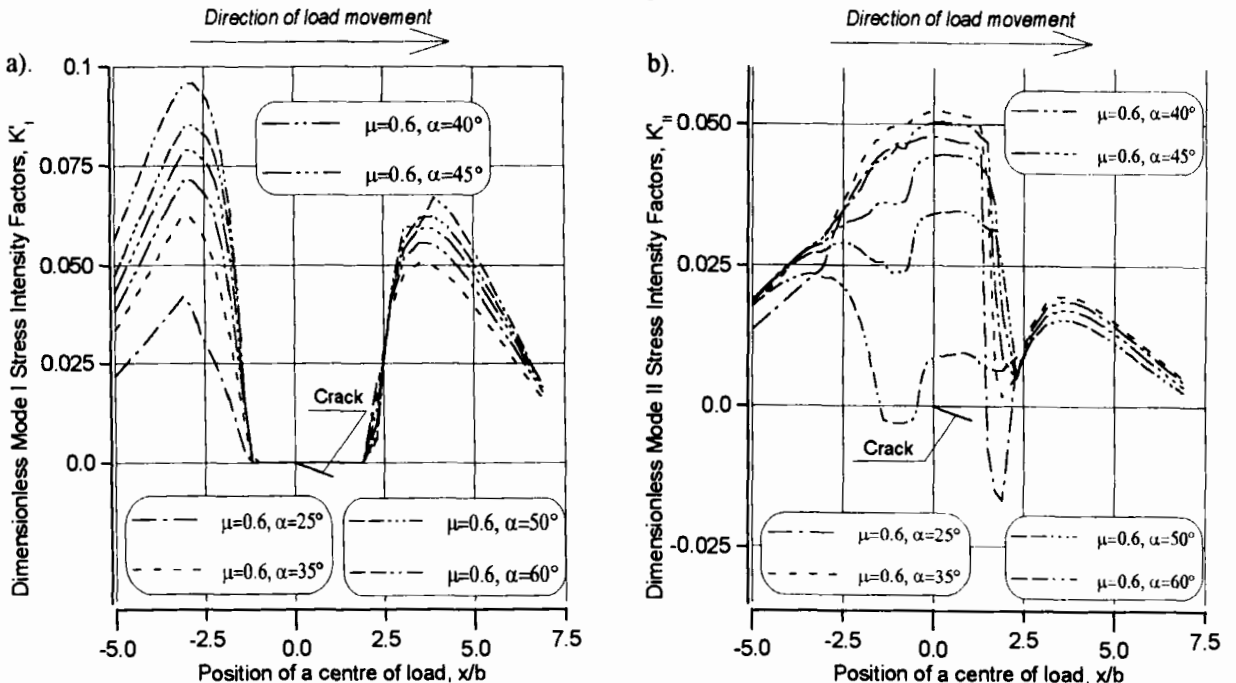 Direction of load movement
a).
Dimensionless Mode I Stress Intensity Factors, K'I
0.1
0.075
0.050
0.025
0.0
μ=0.6, α=40°
μ=0.6, α=45°
Crack
μ=0.6, α=25°
μ=0.6, α=35°
μ=0.6, α=50°
μ=0.6, α=60°
-5.0 -2.5 0.0 2.5 5.0 7.5
Position of a centre of load, x/b
Direction of load movement
b).
Dimensionless Mode II Stress Intensity Factors, K'II
0.050
0.025
0.0
-0.025
μ=0.6, α=40°
μ=0.6, α=45°
Crack
μ=0.6, α=25°
μ=0.6, α=35°
μ=0.6, α=50°
μ=0.6, α=60°
-5.0 -2.5 0.0 2.5 5.0 7.5
Position of a centre of load, x/b